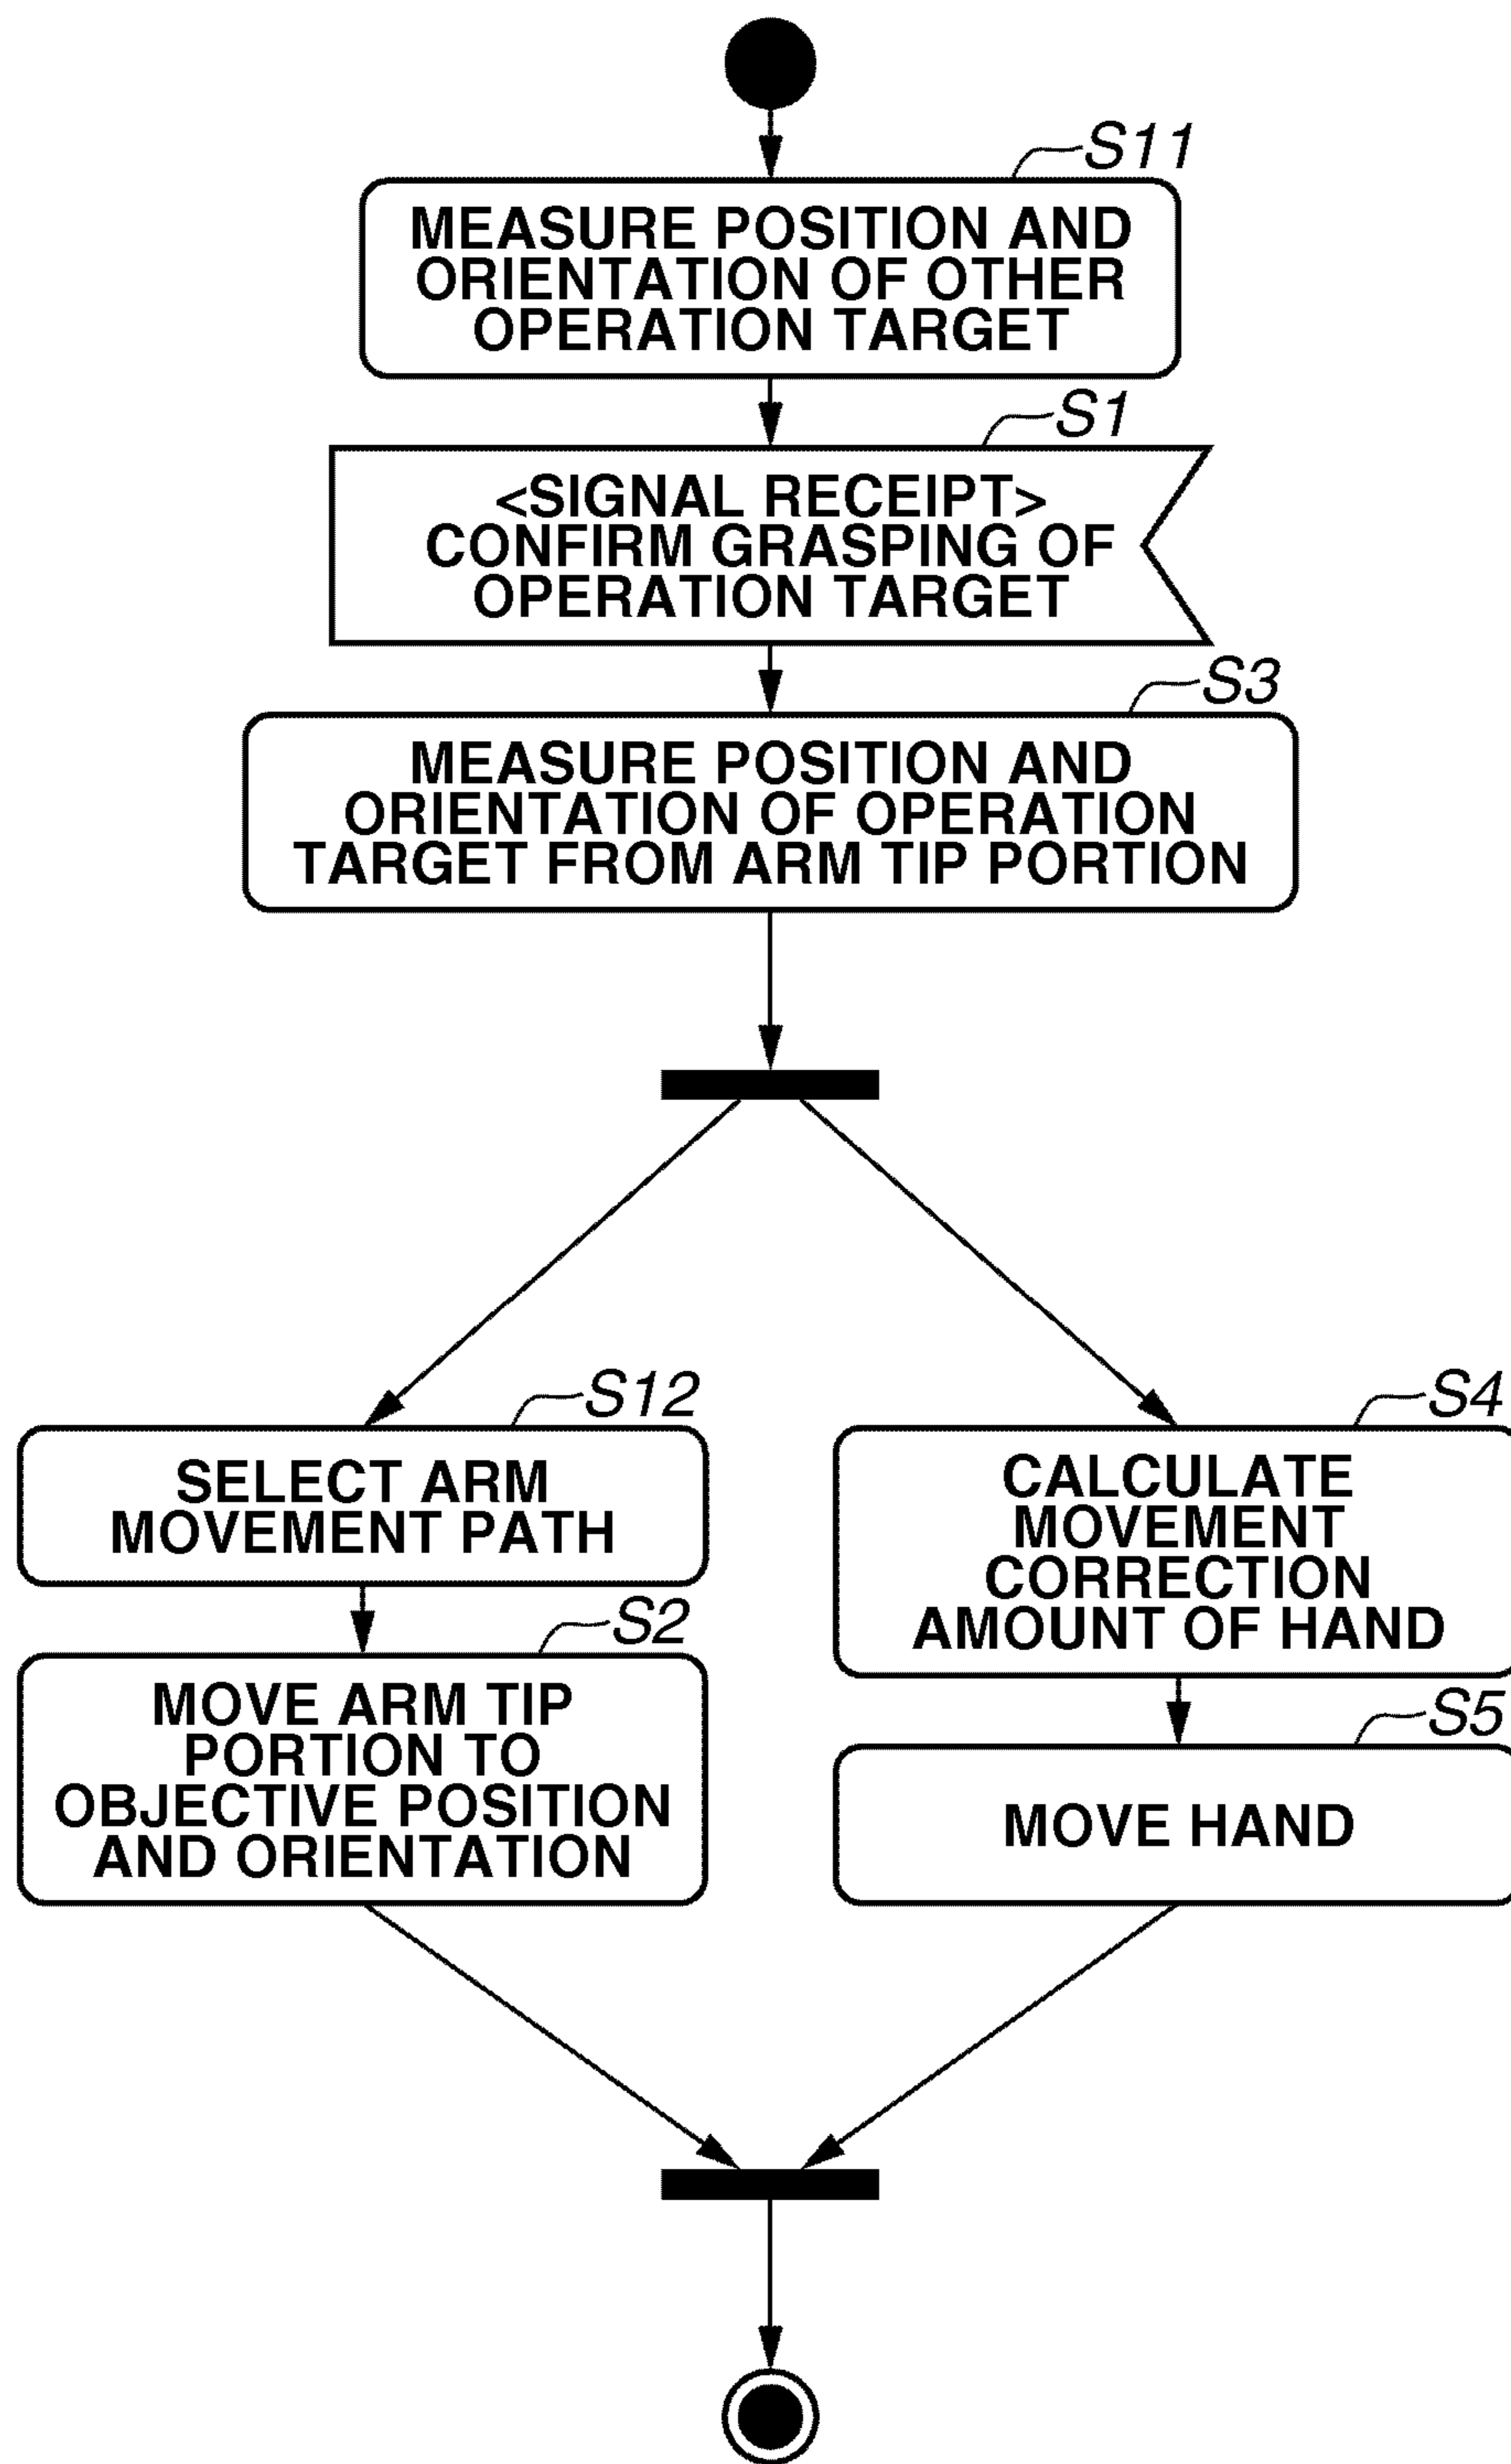 S11
MEASURE POSITION AND
ORIENTATION OF OTHER
OPERATION TARGET
S1
<SIGNAL RECEIPT>
CONFIRM GRASPING OF
OPERATION TARGET
S3
MEASURE POSITION AND
ORIENTATION OF OPERATION
TARGET FROM ARM TIP PORTION
S12
SELECT ARM
MOVEMENT PATH
S2
MOVE ARM TIP
PORTION TO
OBJECTIVE POSITION
AND ORIENTATION
S4
CALCULATE
MOVEMENT
CORRECTION
AMOUNT OF HAND
S5
MOVE HAND